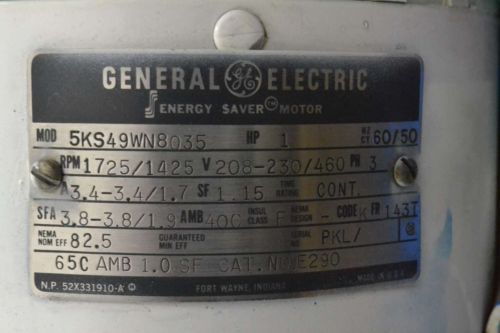 GENERAL GE ELECTRIC
ENERGY SAVER TM MOTOR
MOD 5KS49WN8035 HP 1 HZ CY 60/50
RPM 1725/1425 V 208-230/460 PH 3
A 3.4-3.4/1.7 SF 1.15 TIME RATING CONT.
SFA 3.8-3.8/1.9 AMB 40C INSUL CLASS F NEMA DESIGN - CODE K FR 143T
NEMA NOM EFF 82.5 GUARANTEED MIN EFF SERIAL NO PKL/
65C AMB 1.0 SF CAT.NO.E290
N.P. 52X331910-A FORT WAYNE, INDIANA MADE IN U.S.A.